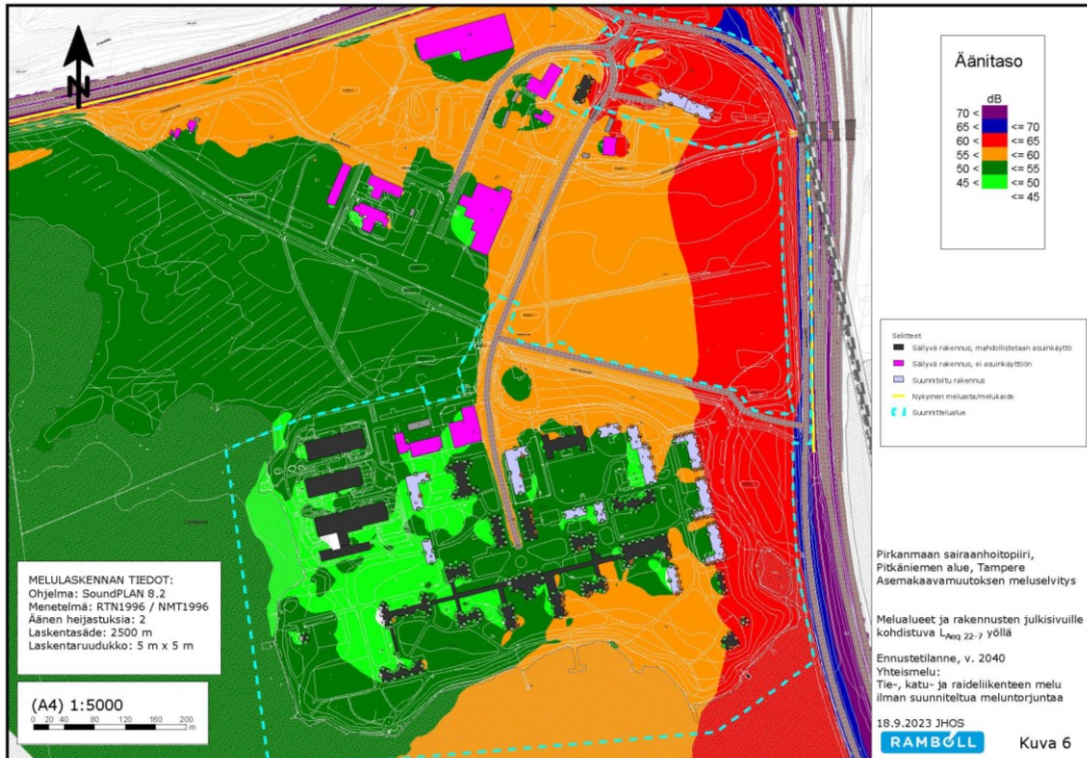 N
Äänitaso
dB
70 <
65 < <= 70
60 < <= 65
55 < <= 60
50 < <= 55
45 < <= 50
<= 45
Selitteet
Säilyvä rakennus, mahdollistetaan asuinkäyttö
Säilyvä rakennus, ei asuinkäyttöön
Suunniteltu rakennus
Nykyinen meluaita/melukaide
Suunnittelualue
MELULASKENNAN TIEDOT:
Ohjelma: SoundPLAN 8.2
Menetelmä: RTN1996 / NMT1996
Äänen heijastuksia: 2
Laskentasäde: 2500 m
Laskentaruudukko: 5 m x 5 m
(A4) 1:5000
0 20 40 80 120 160 200
m
Pirkanmaan sairaanhoitopiiri,
Pitkäniemen alue, Tampere
Asemakaavamuutoksen meluselvitys
Melualueet ja rakennusten julkisivuille
kohdistuva LAeq 22-7 yöllä
Ennustetilanne, v. 2040
Yhteismelu:
Tie-, katu- ja raideliikenteen melu
ilman suunniteltua meluntorjuntaa
18.9.2023 JHOS
RAMBOLL Kuva 6